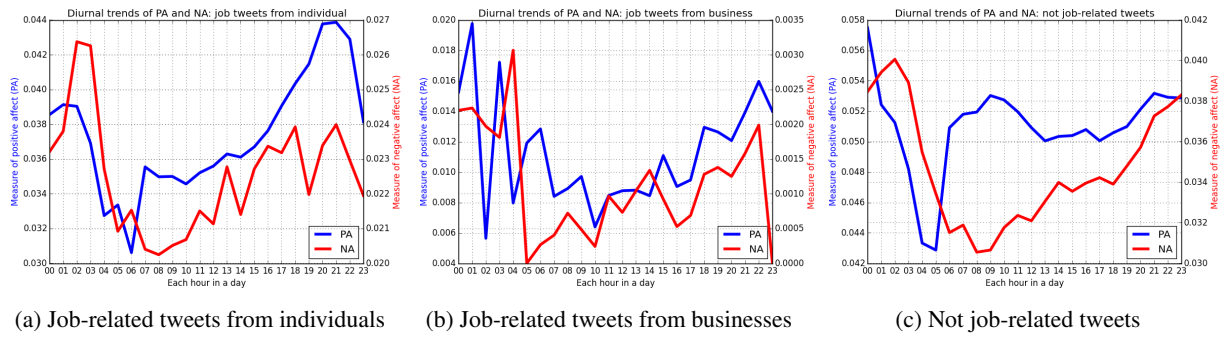 Diurnal trends of PA and NA: job tweets from individual
0.044
0.042
0.040
0.038
0.036
0.034
0.032
0.030
Measure of positive affect (PA)
0.027
0.026
0.025
0.024
0.023
0.022
0.021
0.020
Measure of negative affect (NA)
PA
NA
00 01 02 03 04 05 06 07 08 09 10 11 12 13 14 15 16 17 18 19 20 21 22 23
Each hour in a day
(a) Job-related tweets from individuals
Diurnal trends of PA and NA: job tweets from business
0.020
0.018
0.016
0.014
0.012
0.010
0.008
0.006
0.004
Measure of positive affect (PA)
0.0035
0.0030
0.0025
0.0020
0.0015
0.0010
0.0005
0.0000
Measure of negative affect (NA)
PA
NA
00 01 02 03 04 05 06 07 08 09 10 11 12 13 14 15 16 17 18 19 20 21 22 23
Each hour in a day
(b) Job-related tweets from businesses
Diurnal trends of PA and NA: not job-related tweets
0.058
0.056
0.054
0.052
0.050
0.048
0.046
0.044
0.042
Measure of positive affect (PA)
0.042
0.040
0.038
0.036
0.034
0.032
0.030
Measure of negative affect (NA)
PA
NA
00 01 02 03 04 05 06 07 08 09 10 11 12 13 14 15 16 17 18 19 20 21 22 23
Each hour in a day
(c) Not job-related tweets